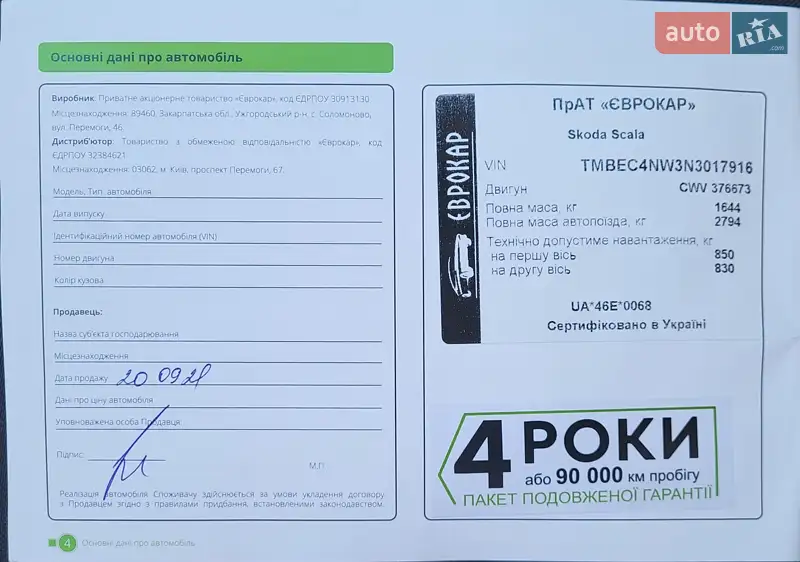 auto RIA .com
Основні дані про автомобіль
Виробник: Приватне акціонерне товариство «Єврокар», код ЄДРПОУ 30913130
Місцезнаходження: 89460, Закарпатська обл., Ужгородський р-н, с. Соломоново,
вул. Перемоги, 46
Дистриб'ютор: Товариство з обмеженою відповідальністю «Єврокар», код
ЄДРПОУ 32384621
Місцезнаходження: 03062, м. Київ, проспект Перемоги, 67.
Модель, Тип автомобіля
Дата випуску
Ідентифікаційний номер автомобіля (VIN)
Номер двигуна
Колір кузова
Продавець:
Назва суб'єкта господарювання
Місцезнаходження
Дата продажу 20 09 21
Дані про ціну автомобіля
Уповноважена особа Продавця
Підпис:
М.П
Реалізація автомобіля Споживачу здійснюється за умови укладення договору
з Продавцем згідно з правилами придбання, встановленими законодавством.
4 Основні дані про автомобіль
ЄВРОКАР
ПрАТ «ЄВРОКАР»
Skoda Scala
VIN TMBEC4NW3N3017916
Двигун CWV 376673
Повна маса, кг 1644
Повна маса автопоїзда, кг 2794
Технічно допустиме навантаження, кг
на першу вісь 850
на другу вісь 830
UA*46E*0068
Сертифіковано в Україні
4 РОКИ
або 90 000 км пробігу
ПАКЕТ ПОДОВЖЕНОЇ ГАРАНТІЇ